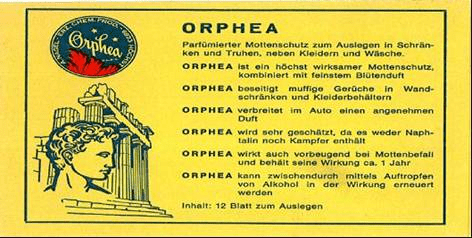 Orphea
ORPHEA
Parfümierter Mottenschutz zum Auslegen in Schrän-
ken und Truhen, neben Kleidern und Wäsche.
ORPHEA ist ein höchst wirksamer Mottenschutz,
kombiniert mit feinstem Blütenduft
ORPHEA beseitigt muffige Gerüche in Wand-
schränken und Kleiderbehältern
ORPHEA verbreitet im Auto einen angenehmen
Duft
ORPHEA wird sehr geschätzt, da es weder Naph-
talin noch Kampfer enthält
ORPHEA wirkt auch vorbeugend bei Mottenbefall
und behält seine Wirkung ca. 1 Jahr
ORPHEA kann zwischendurch mittels Auftropfen
von Alkohol in der Wirkung erneuert
werden
Inhalt: 12 Blatt zum Auslegen